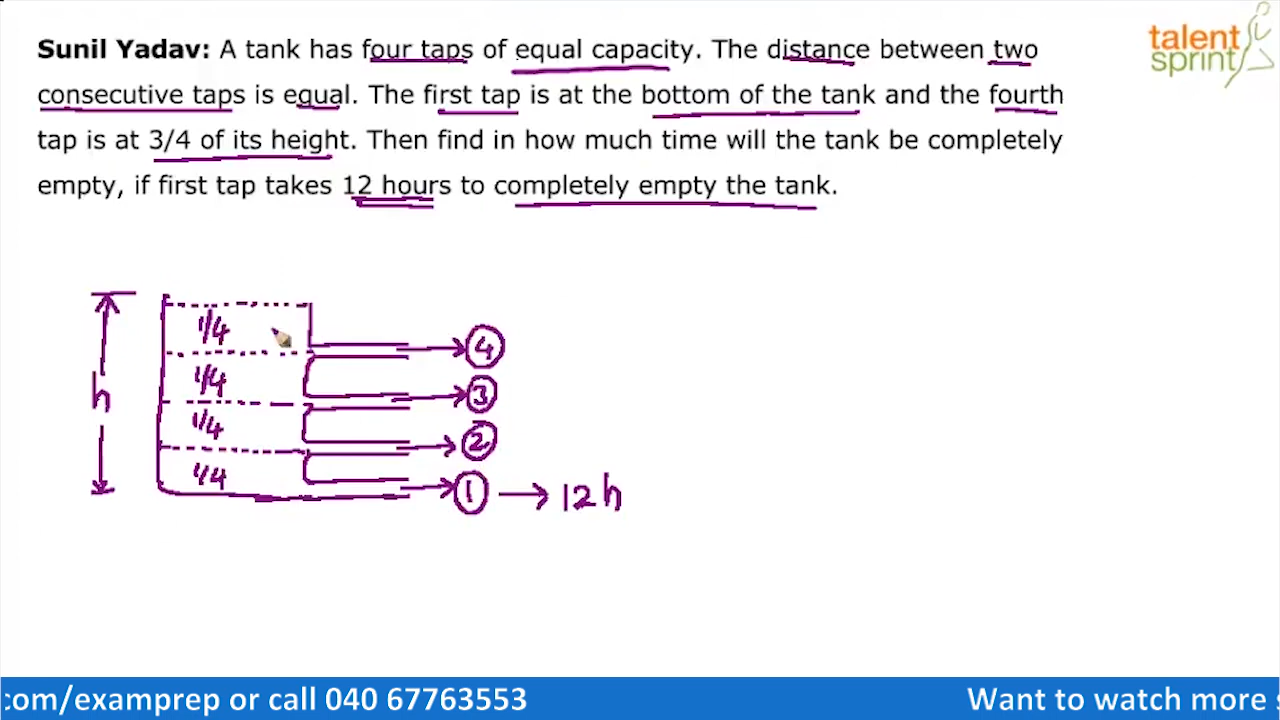 Sunil Yadav: A tank has four taps of equal capacity. The distance between two
consecutive taps is equal. The first tap is at the bottom of the tank and the fourth
tap is at 3/4 of its height. Then find in how much time will the tank be completely
empty, if first tap takes 12 hours to completely empty the tank.
talent
sprint
h
1/4
1/4
1/4
1/4
4
3
2
1 → 12h
com/examprep or call 040 67763553
Want to watch more